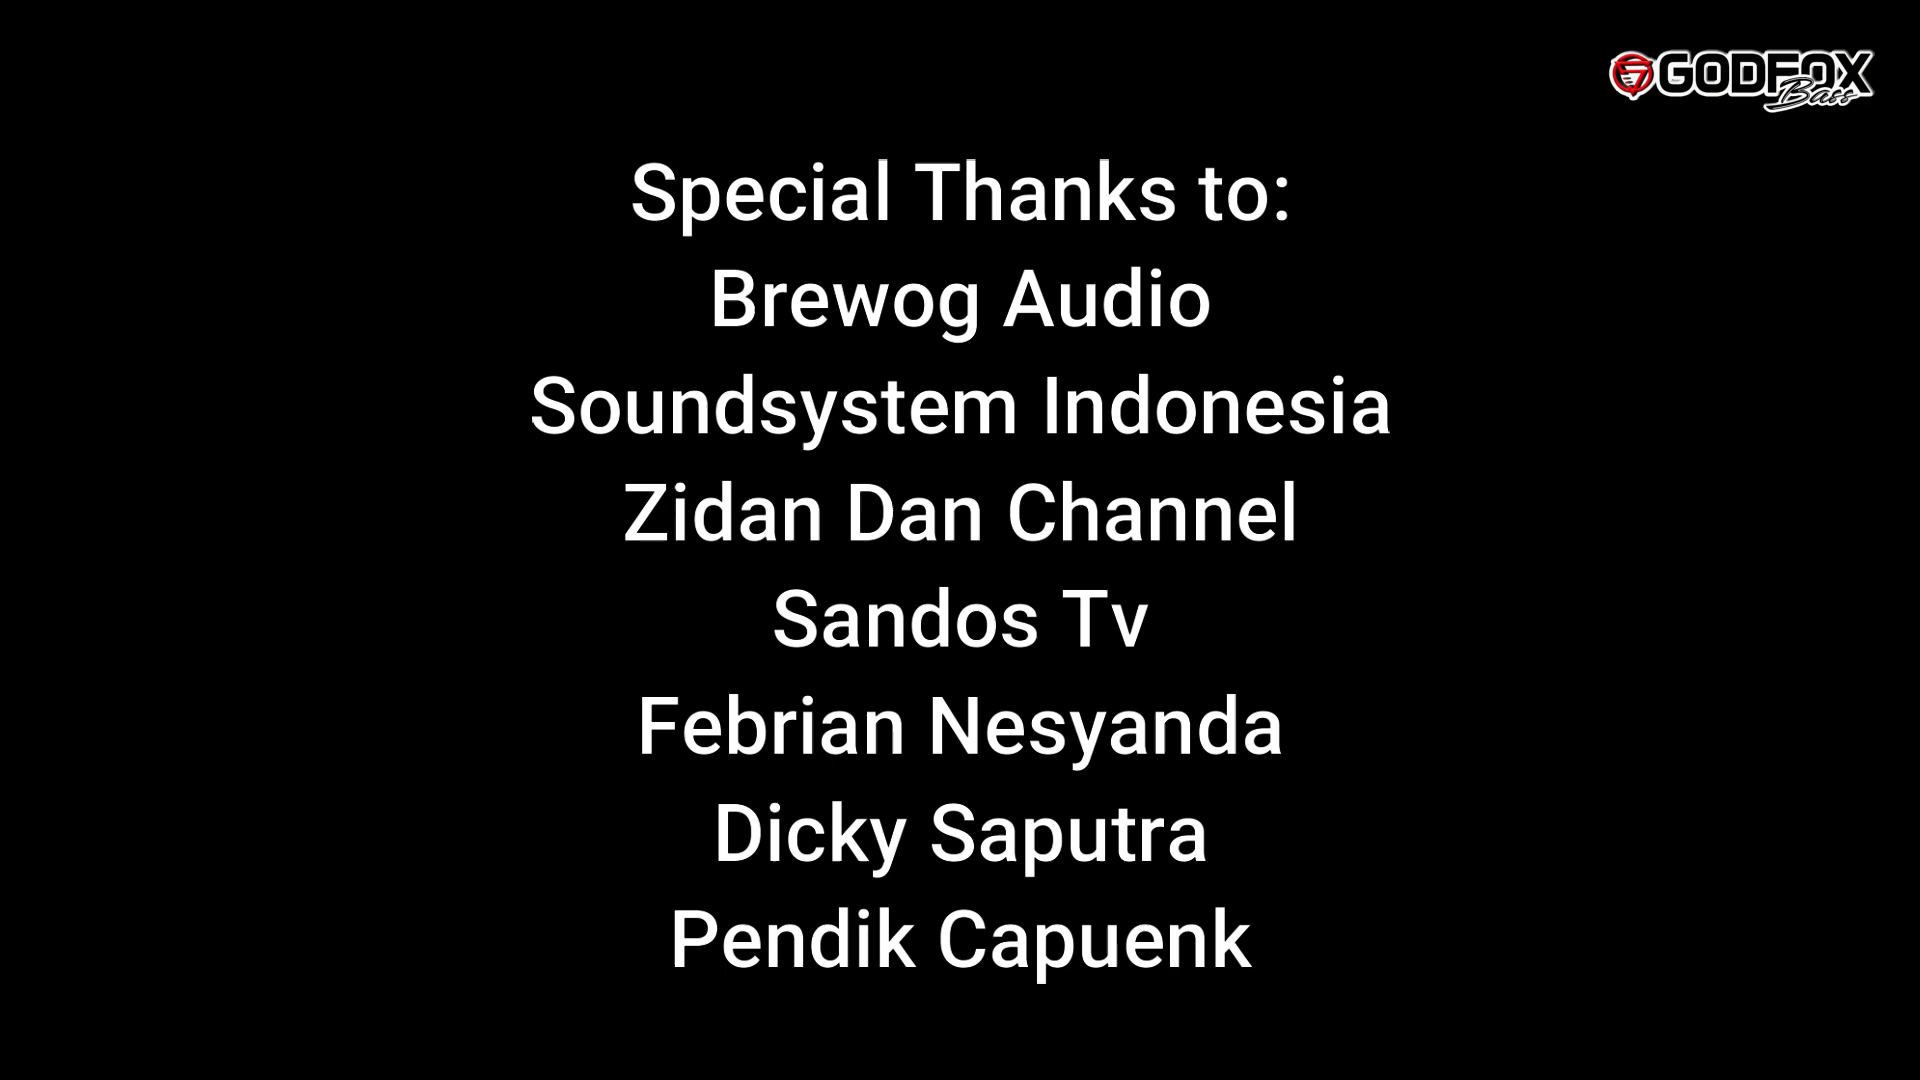 GODFOX
Bass
Special Thanks to:
Brewog Audio
Soundsystem Indonesia
Zidan Dan Channel
Sandos Tv
Febrian Nesyanda
Dicky Saputra
Pendik Capuenk